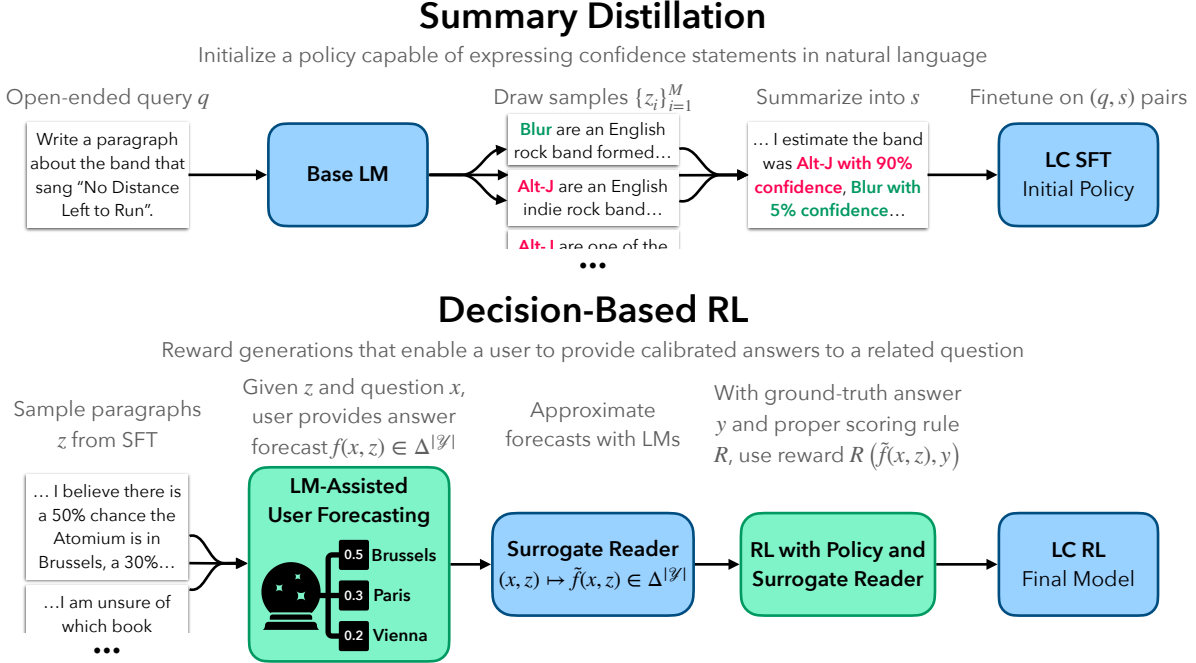 Summary Distillation
Initialize a policy capable of expressing confidence statements in natural language
Open-ended query q
Write a paragraph
about the band that
sang “No Distance
Left to Run”.
Base LM
Draw samples {z_i}_{i=1}^M
Blur are an English
rock band formed…
Alt-J are an English
indie rock band…
Alt-J are one of the
...
Summarize into s
… I estimate the band
was Alt-J with 90%
confidence, Blur with
5% confidence…
Finetune on (q, s) pairs
LC SFT
Initial Policy
Decision-Based RL
Reward generations that enable a user to provide calibrated answers to a related question
Sample paragraphs
z from SFT
… I believe there is
a 50% chance the
Atomium is in
Brussels, a 30%…
…I am unsure of
which book
...
Given z and question x,
user provides answer
forecast f(x, z) ∈ Δ^{|𝒴|}
LM-Assisted
User Forecasting
0.5 Brussels
0.3 Paris
0.2 Vienna
Approximate
forecasts with LMs
Surrogate Reader
(x, z) ↦ f̃(x, z) ∈ Δ^{|𝒴|}
With ground-truth answer
y and proper scoring rule
R, use reward R (f̃(x, z), y)
RL with Policy and
Surrogate Reader
LC RL
Final Model